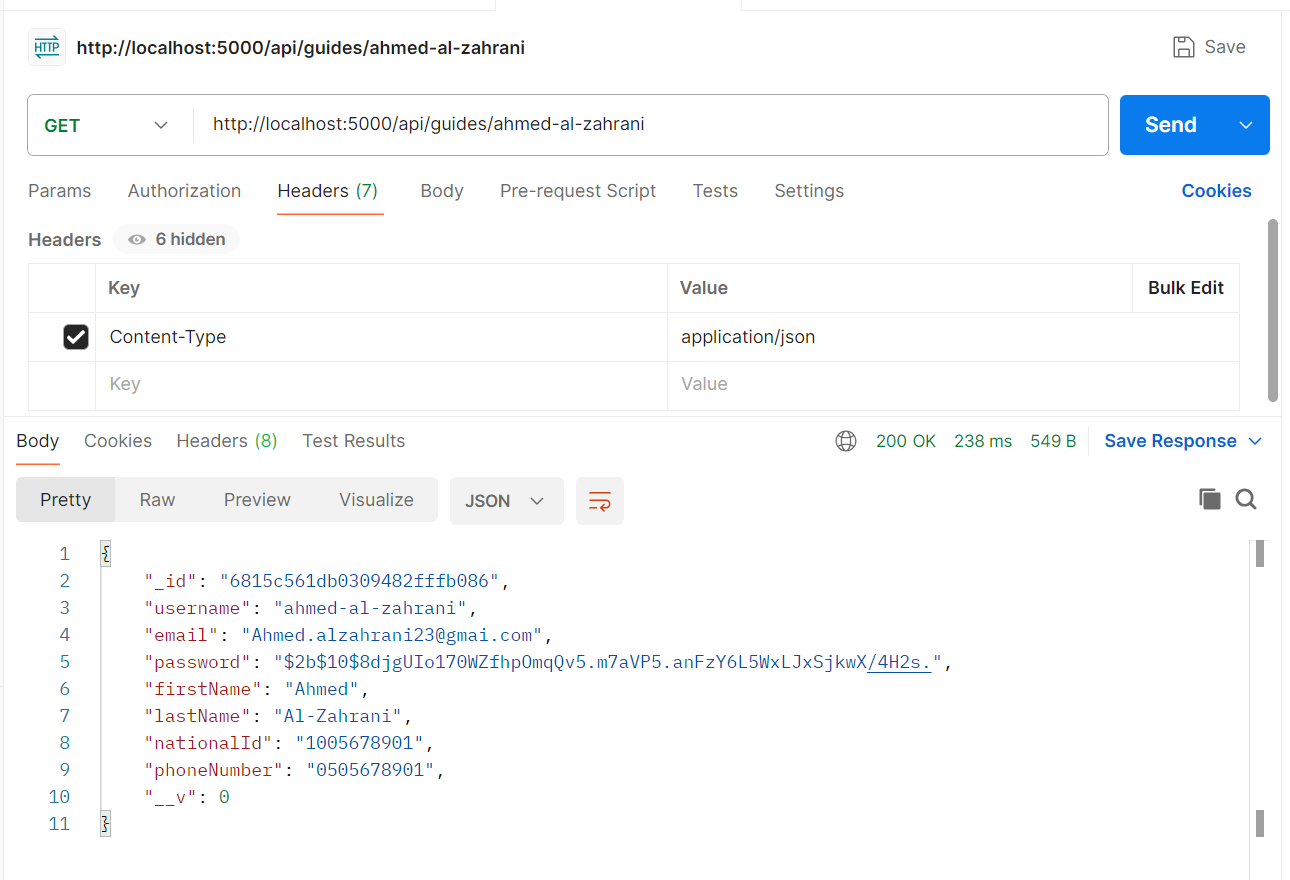 HTTP http://localhost:5000/api/guides/ahmed-al-zahrani Save
GET http://localhost:5000/api/guides/ahmed-al-zahrani Send
Params Authorization Headers (7) Body Pre-request Script Tests Settings Cookies
Headers 6 hidden
Key Value Bulk Edit
Content-Type application/json
Key Value
Body Cookies Headers (8) Test Results 200 OK 238 ms 549 B Save Response
Pretty Raw Preview Visualize JSON
1 {
2 "_id": "6815c561db0309482fffb086",
3 "username": "ahmed-al-zahrani",
4 "email": "Ahmed.alzahrani23@gmai.com",
5 "password": "$2b$10$8djgUIo170WZfhpOmqQv5.m7aVP5.anFzY6L5WxLJxSjkwX/4H2s.",
6 "firstName": "Ahmed",
7 "lastName": "Al-Zahrani",
8 "nationalId": "1005678901",
9 "phoneNumber": "0505678901",
10 "__v": 0
11 }